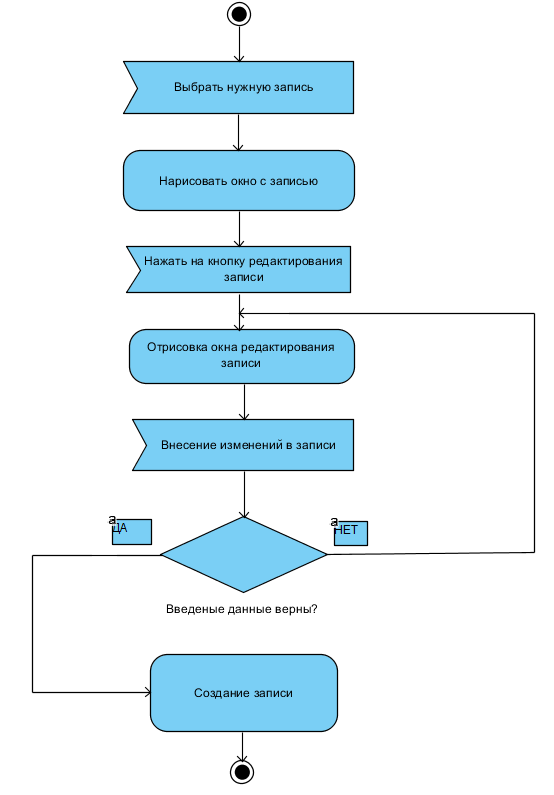 Выбрать нужную запись
Нарисовать окно с записью
Нажать на кнопку редактирования
записи
Отрисовка окна редактирования
записи
Внесение изменений в записи
а
ДА
а
НЕТ
Введеные данные верны?
Создание записи